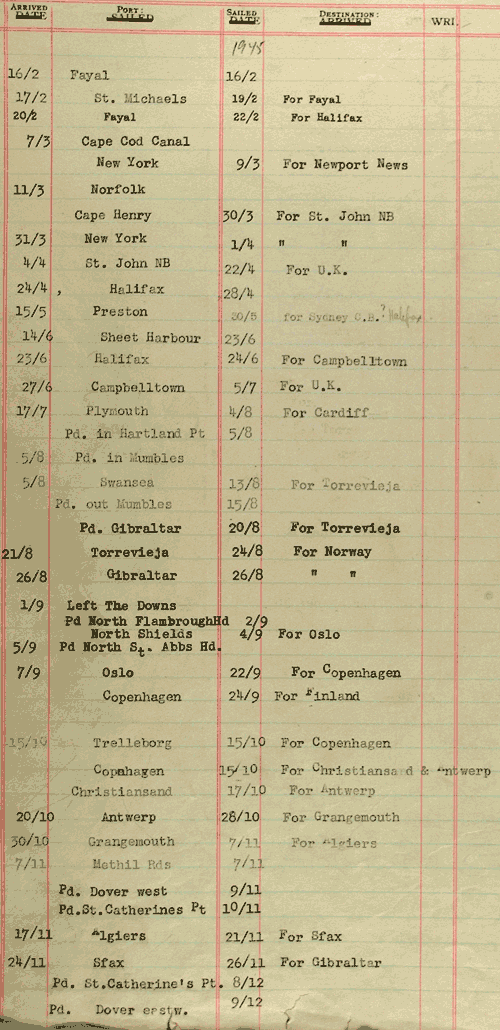 ARRIVED DATE PORT: SAILED SAILED DATE DESTINATION: ARRIVED WRI.
1945
16/2 Fayal 16/2
17/2 St. Michaels 19/2 For Fayal
20/2 Fayal 22/2 For Halifax
7/3 Cape Cod Canal
New York 9/3 For Newport News
11/3 Norfolk
Cape Henry 30/3 For St. John NB
31/3 New York 1/4 " "
4/4 St. John NB 22/4 For U.K.
24/4 , Halifax 28/4
15/5 Preston 20/5 for Sydney C.B.? Halifax.
14/6 Sheet Harbour 23/6
23/6 Halifax 24/6 For Campbelltown
27/6 Campbelltown 5/7 For U.K.
17/7 Plymouth 4/8 For Cardiff
Pd. in Hartland Pt 5/8
5/8 Pd. in Mumbles
5/8 Swansea 13/8 For Torrevieja
Pd. out Mumbles 15/8
Pd. Gibraltar 20/8 For Torrevieja
21/8 Torrevieja 24/8 For Norway
26/8 Gibraltar 26/8 " "
1/9 Left The Downs
Pd North FlambroughHd 2/9
North Shields 4/9 For Oslo
5/9 Pd North St. Abbs Hd.
7/9 Oslo 22/9 For Copenhagen
Copenhagen 24/9 For Finland
15/10 Trelleborg 15/10 For Copenhagen
Copnhagen 15/10 For Christiansand & Antwerp
Christiansand 17/10 For Antwerp
20/10 Antwerp 28/10 For Grangemouth
30/10 Grangemouth 7/11 For Algiers
7/11 Methil Rds 7/11
Pd. Dover west 9/11
Pd.St.Catherines Pt 10/11
17/11 Algiers 21/11 For Sfax
24/11 Sfax 26/11 For Gibraltar
Pd. St.Catherine's Pt. 8/12
Pd. Dover eastw. 9/12